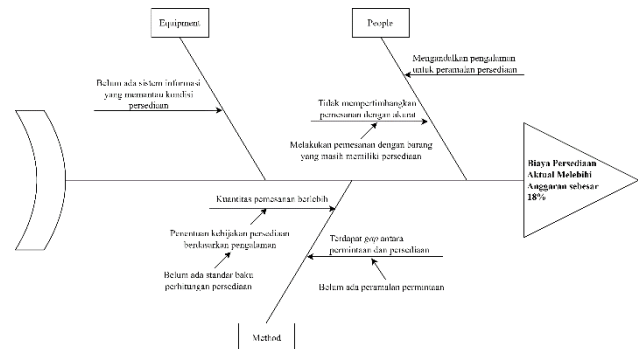 Equipment
People
Mengandalkan pengalaman
untuk peramalan persediaan
Belum ada sistem informasi
yang memantau kondisi
persediaan
Tidak mempertimbangkan
pemesanan dengan akurat
Melakukan pemesanan dengan barang
yang masih memiliki persediaan
Biaya Persediaan
Aktual Melebihi
Anggaran sebesar
18%
Kuantitas pemesanan berlebih
Penentuan kebijakan persediaan
berdasarkan pengalaman
Belum ada standar baku
perhitungan persediaan
Terdapat gap antara
permintaan dan persediaan
Belum ada peramalan permintaan
Method